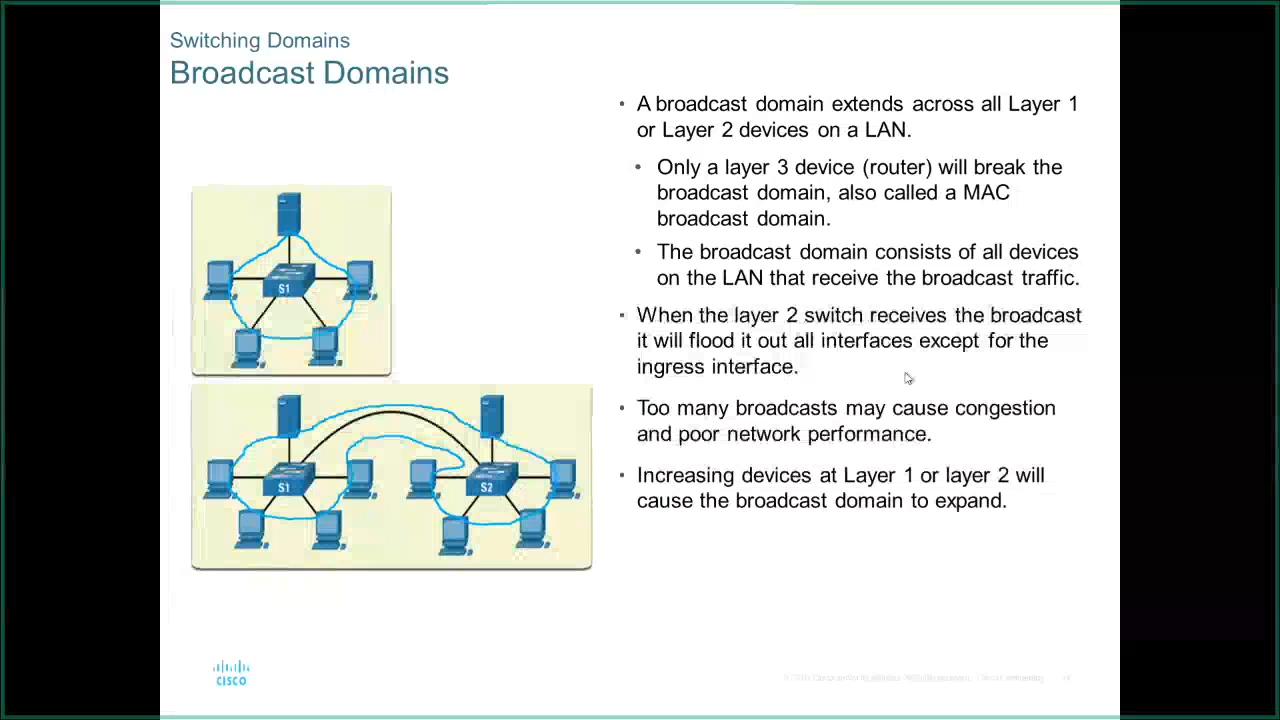 Switching Domains
Broadcast Domains
• A broadcast domain extends across all Layer 1
or Layer 2 devices on a LAN.
• Only a layer 3 device (router) will break the
broadcast domain, also called a MAC
broadcast domain.
• The broadcast domain consists of all devices
on the LAN that receive the broadcast traffic.
• When the layer 2 switch receives the broadcast
it will flood it out all interfaces except for the
ingress interface.
• Too many broadcasts may cause congestion
and poor network performance.
• Increasing devices at Layer 1 or layer 2 will
cause the broadcast domain to expand.
S1
S1
S2
CISCO